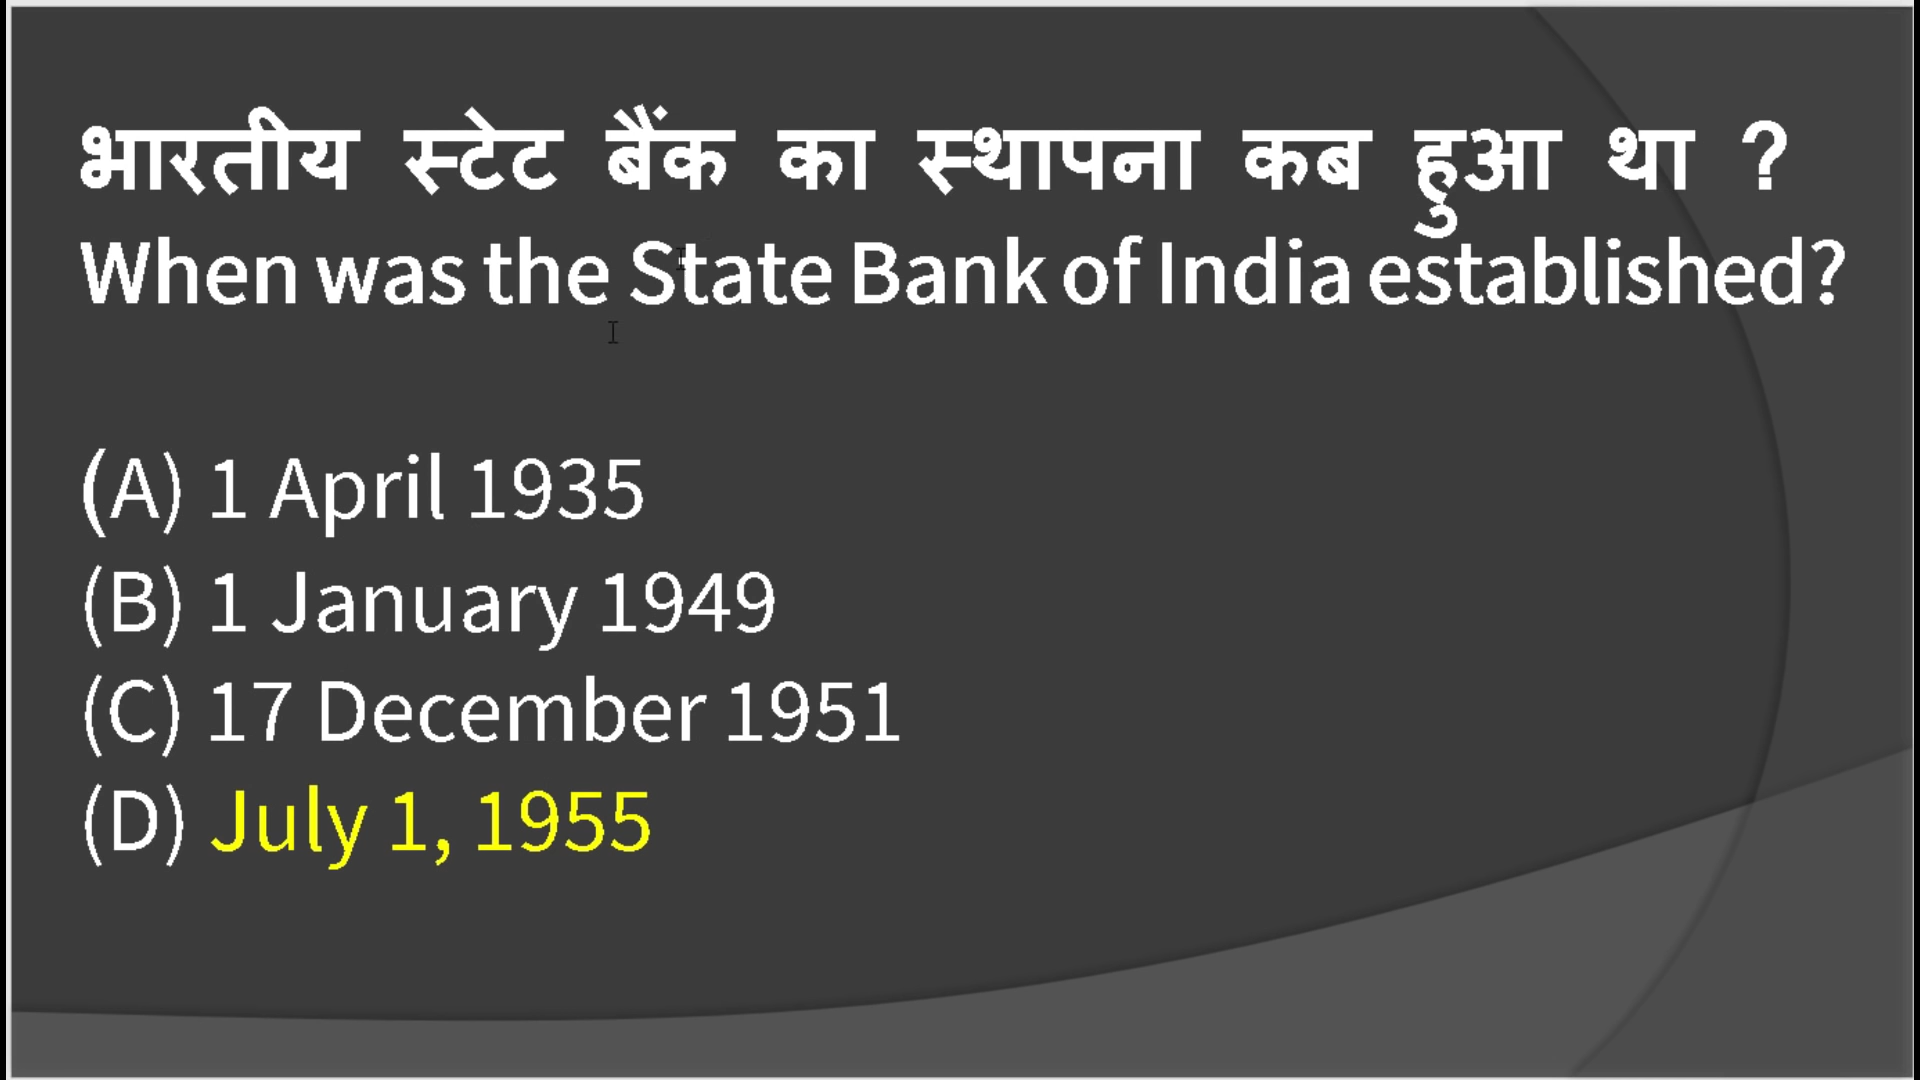 भारतीय स्टेट बैंक का स्थापना कब हुआ था ?
When was the State Bank of India established?
(A) 1 April 1935
(B) 1 January 1949
(C) 17 December 1951
(D) July 1, 1955